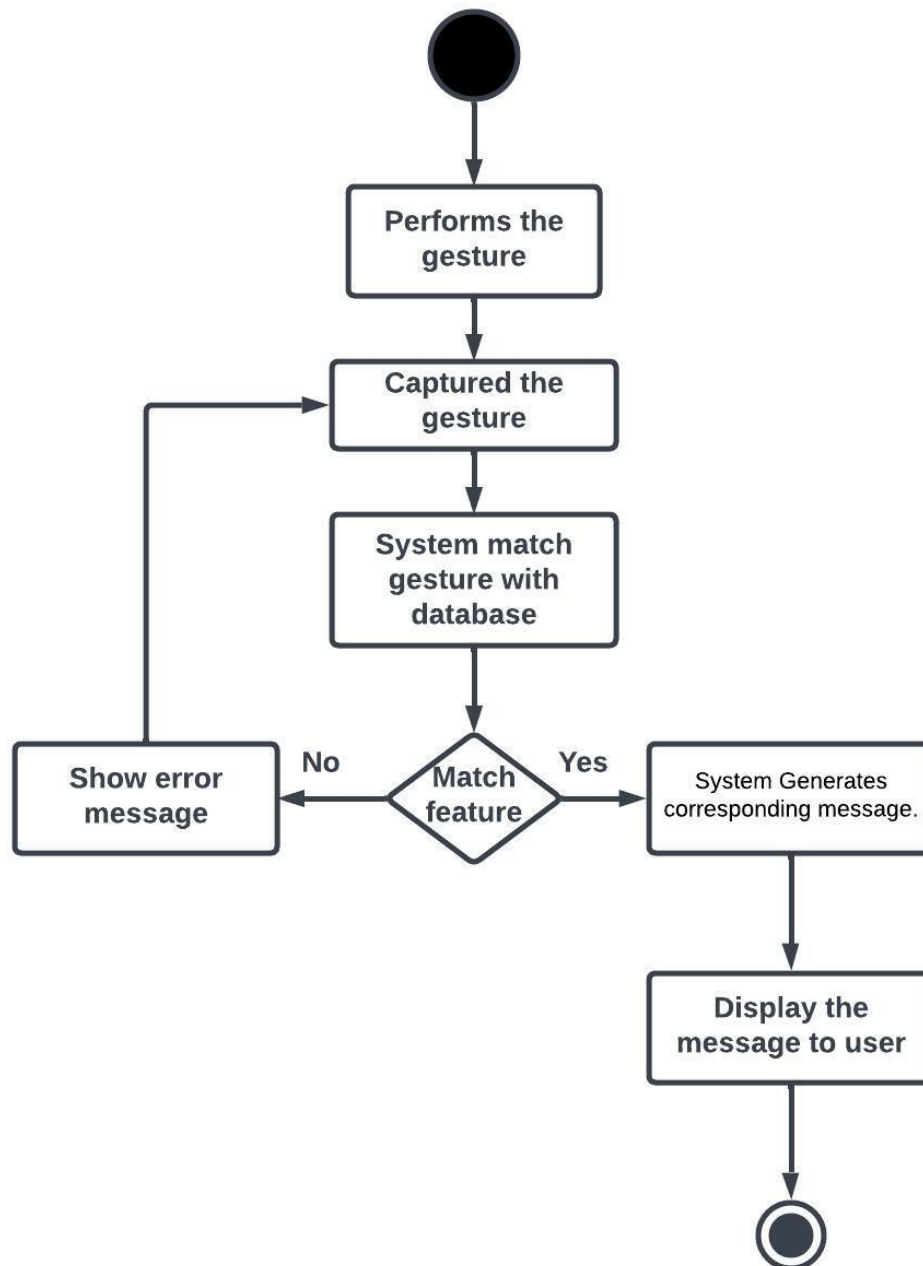 Performs the
gesture
Captured the
gesture
System match
gesture with
database
No
Match
feature
Yes
Show error
message
System Generates
corresponding message.
Display the
message to user